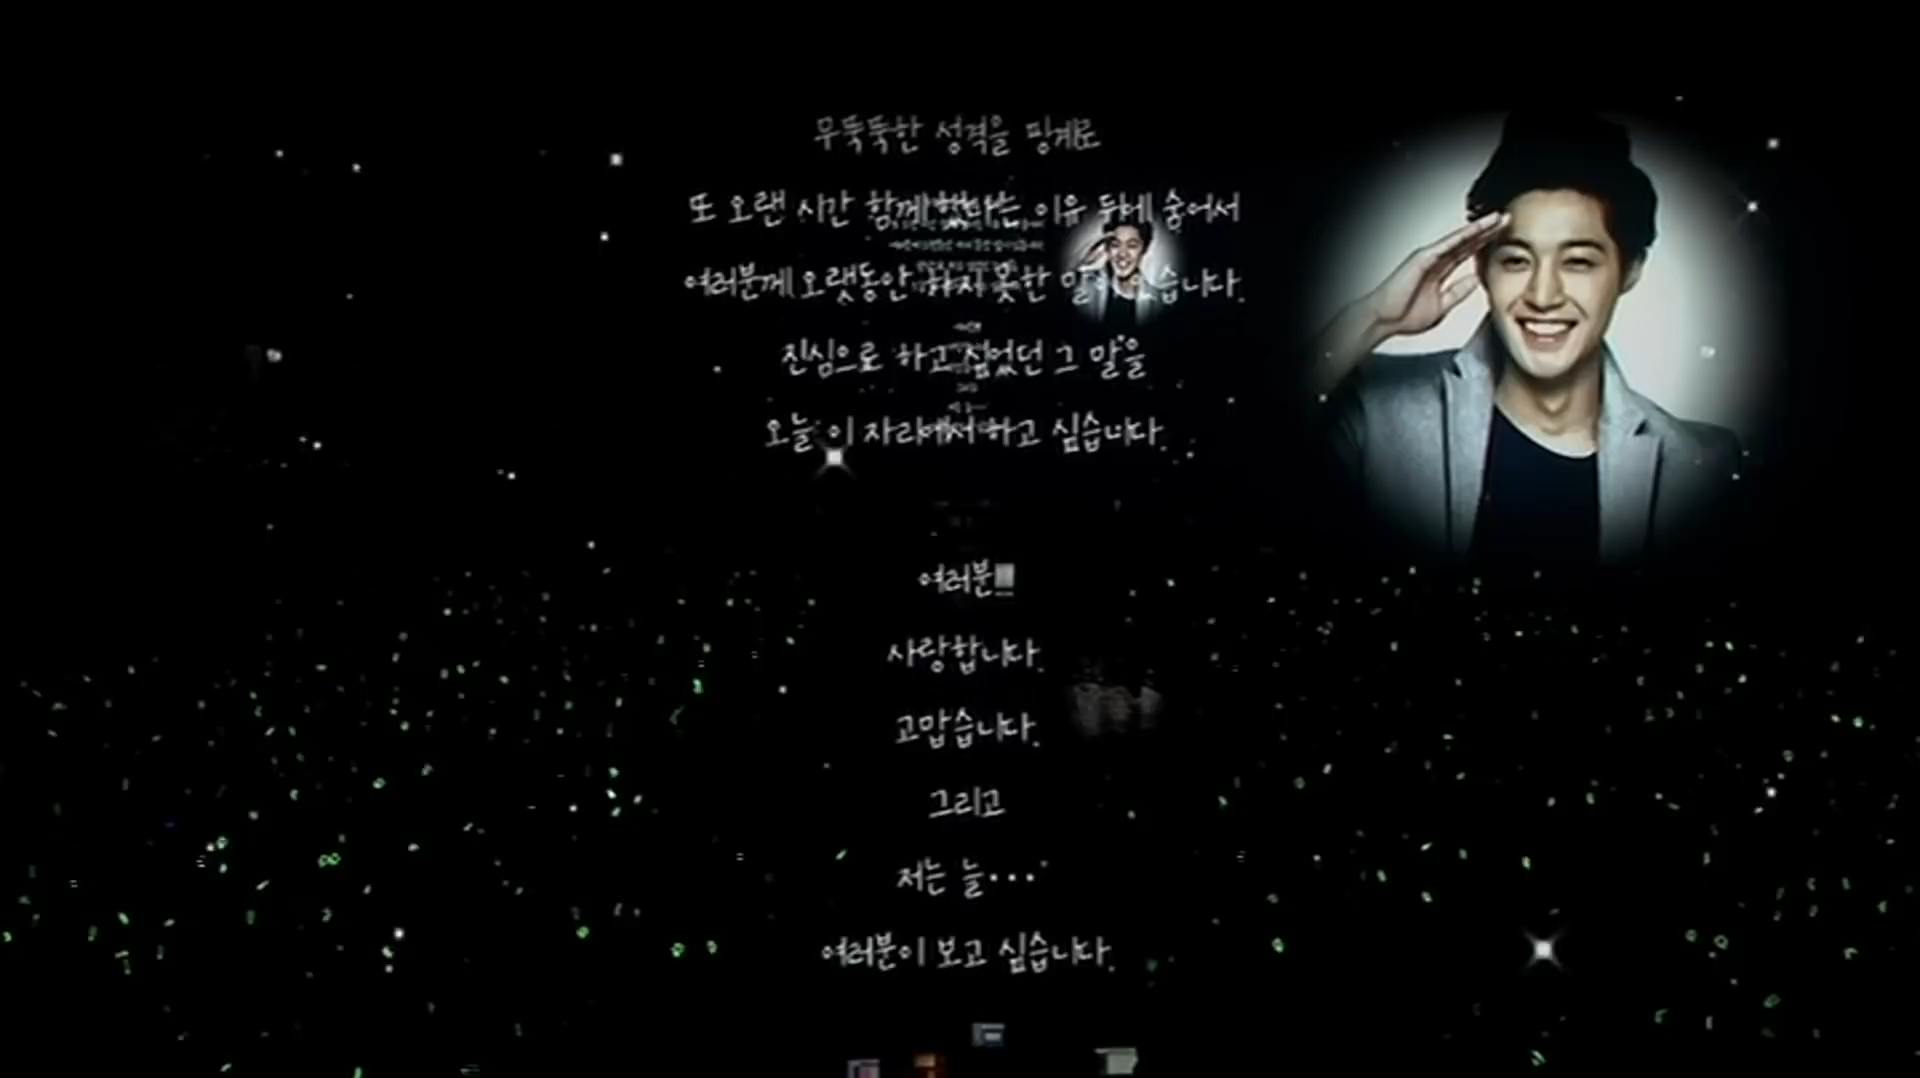 무뚝뚝한 성격을 핑계로
또 오랜 시간 함께 했다는 이유 뒤에 숨어서
여러분께 오랫동안 하지 못한 말이 있습니다.
진심으로 하고 싶었던 그 말을
오늘 이 자리에서 하고 싶습니다.
여러분!!!
사랑합니다.
고맙습니다.
그리고
저는 늘...
여러분이 보고 싶습니다.